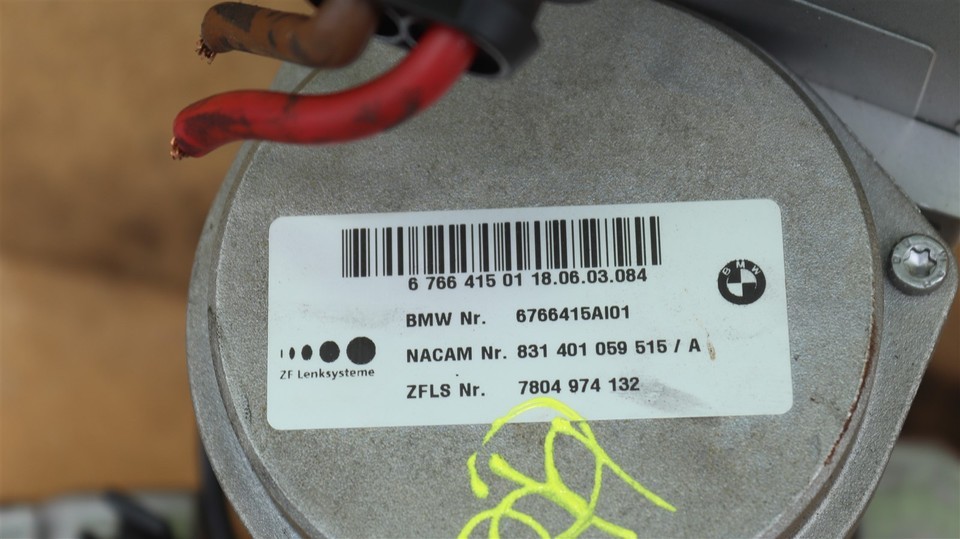 6 766 415 01 18.06.03.084
BMW
BMW Nr. 6766415AI01
NACAM Nr. 831 401 059 515 / A
ZF Lenksysteme
ZFLS Nr. 7804 974 132